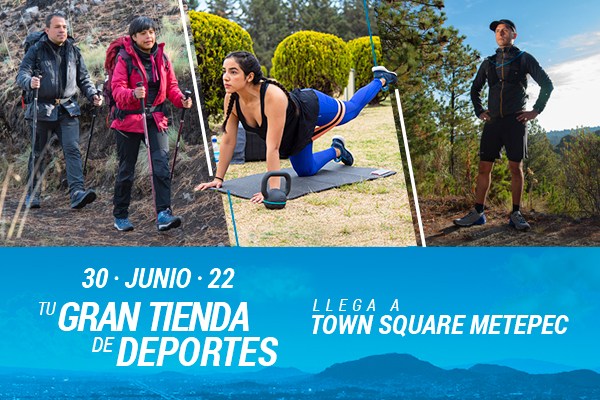 30 · JUNIO · 22
TU GRAN TIENDA
DE DEPORTES
LLEGA A
TOWN SQUARE METEPEC